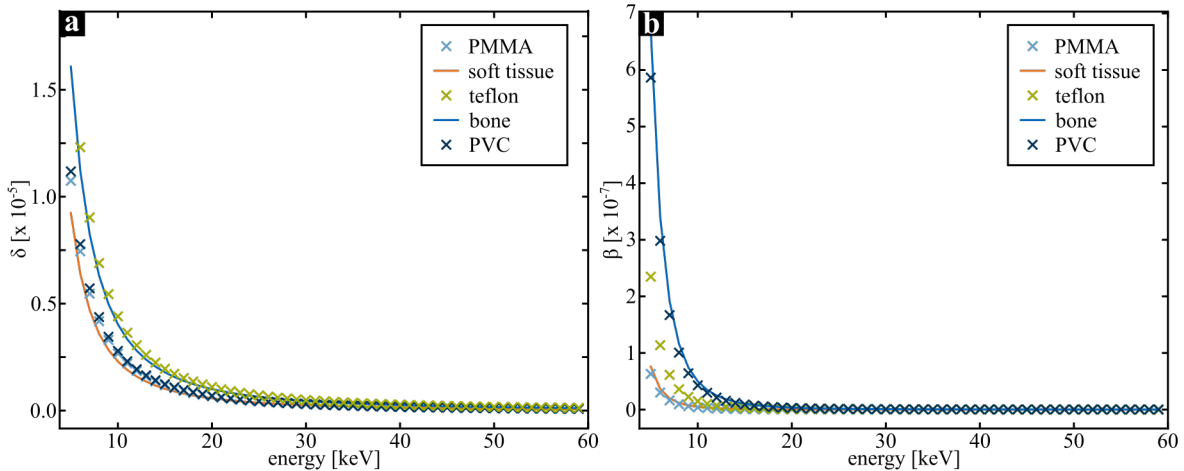 a
PMMA
soft tissue
teflon
bone
PVC
1.5
1.0
0.5
0.0
δ [x 10⁻⁵]
10
20
30
40
50
60
energy [keV]
b
PMMA
soft tissue
teflon
bone
PVC
7
6
5
4
3
2
1
0
β [x 10⁻⁷]
10
20
30
40
50
60
energy [keV]